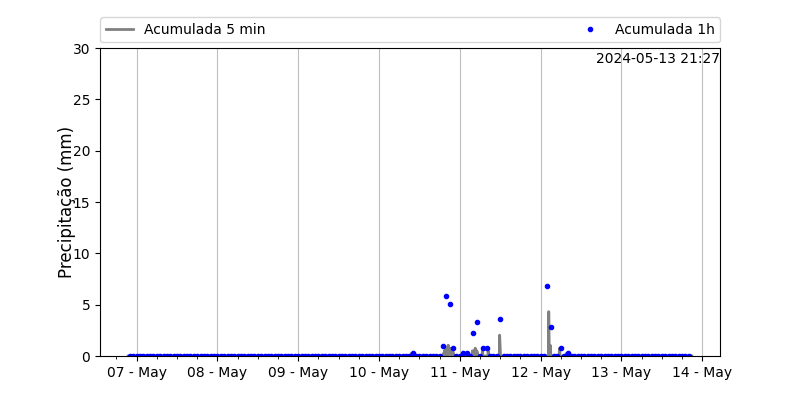 Acumulada 5 min
Acumulada 1h
2024-05-13 21:27
Precipitação (mm)
30
25
20
15
10
5
0
07 - May
08 - May
09 - May
10 - May
11 - May
12 - May
13 - May
14 - May